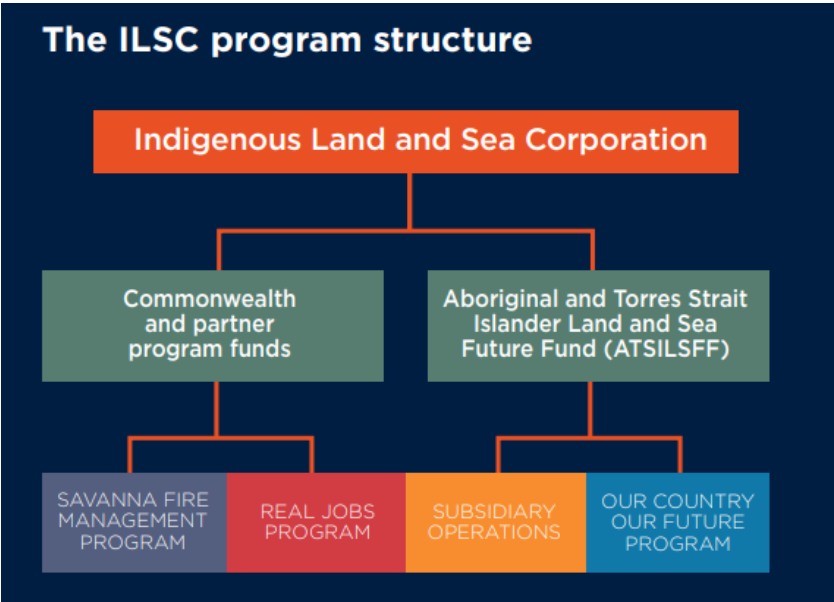 The ILSC program structure
Indigenous Land and Sea Corporation
Commonwealth
and partner
program funds
Aboriginal and Torres Strait
Islander Land and Sea
Future Fund (ATSILSFF)
SAVANNA FIRE
MANAGEMENT
PROGRAM
REAL JOBS
PROGRAM
SUBSIDIARY
OPERATIONS
OUR COUNTRY
OUR FUTURE
PROGRAM